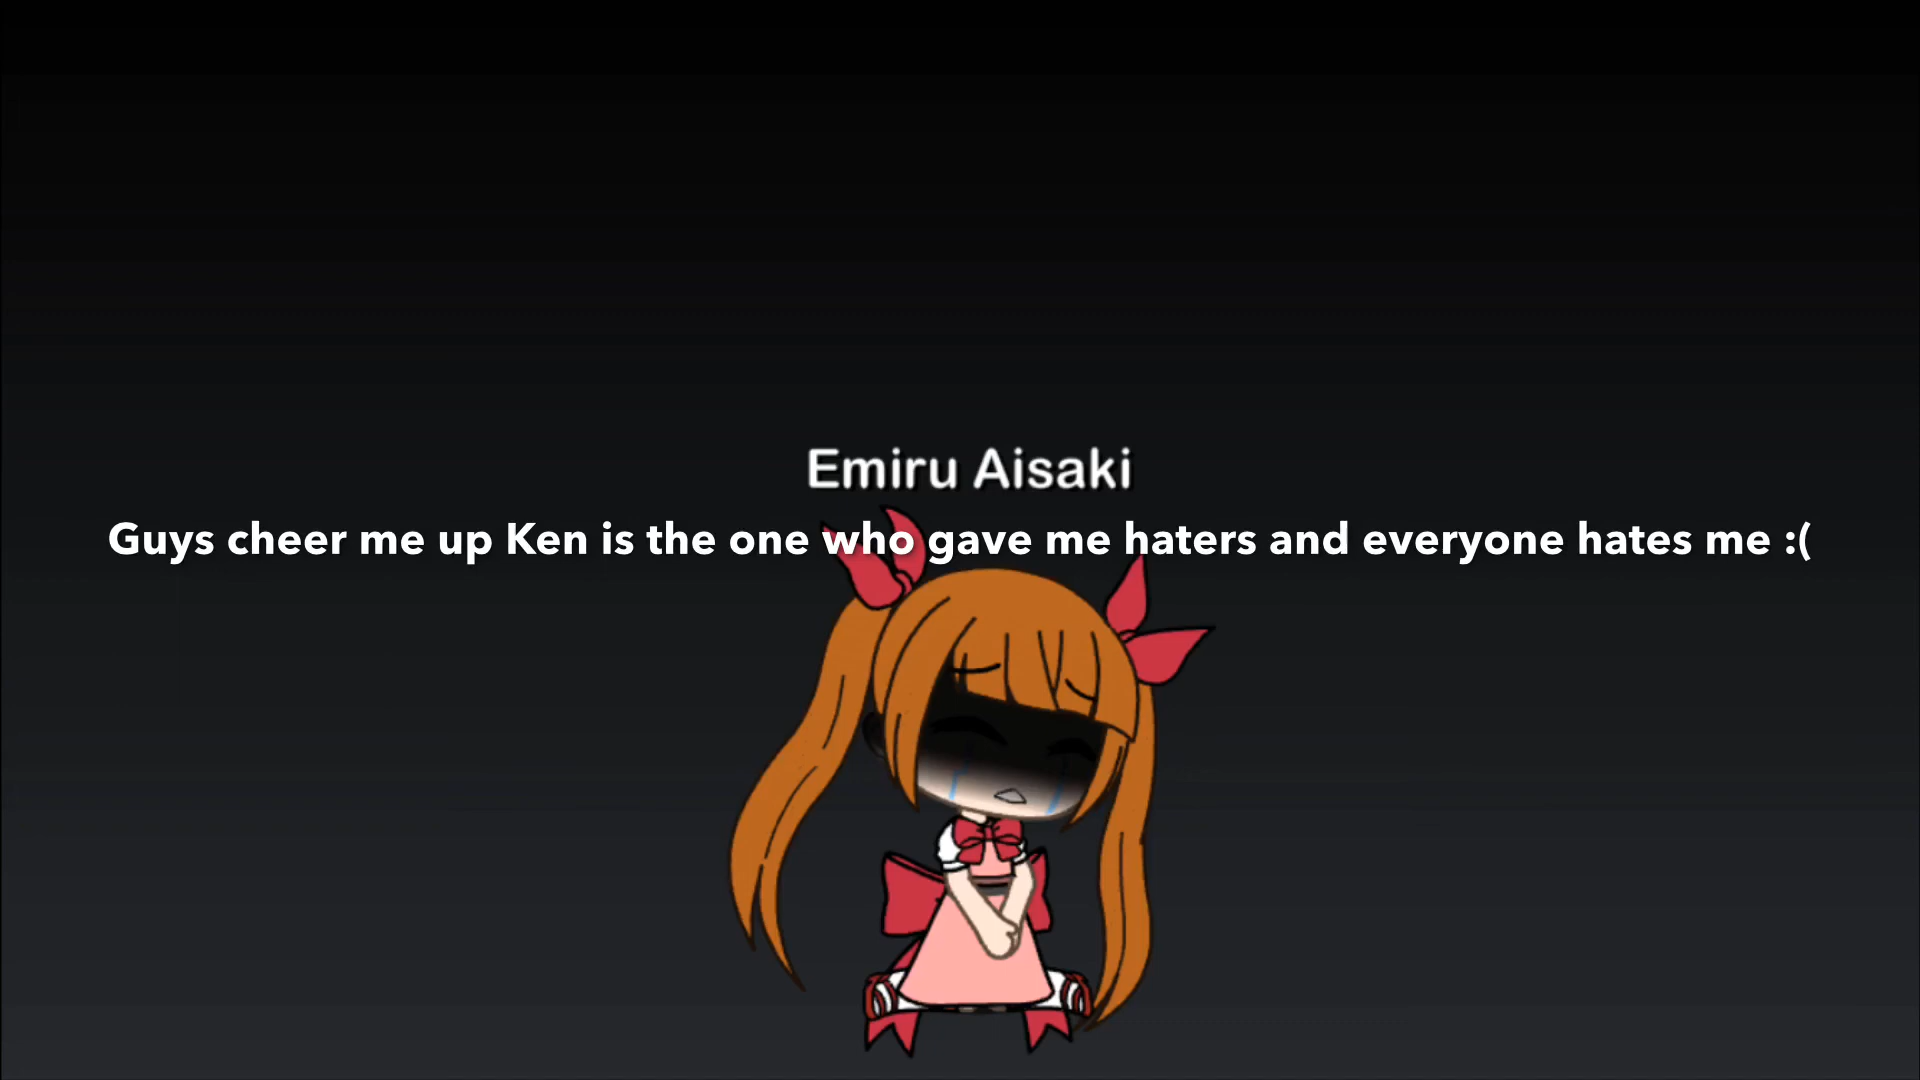 Emiru Aisaki
Guys cheer me up Ken is the one who gave me haters and everyone hates me :(